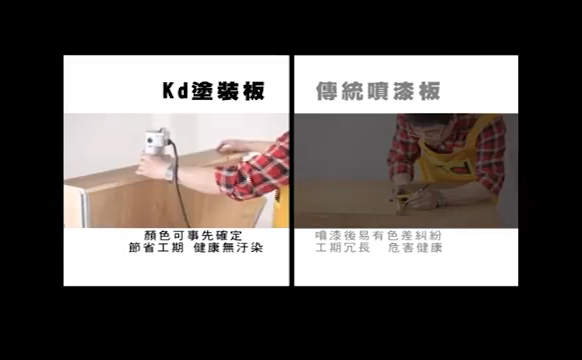 Kd塗裝板
顏色可事先確定
節省工期 健康無汙染
傳統噴漆板
噴漆後易有色差糾紛
工期冗長 危害健康